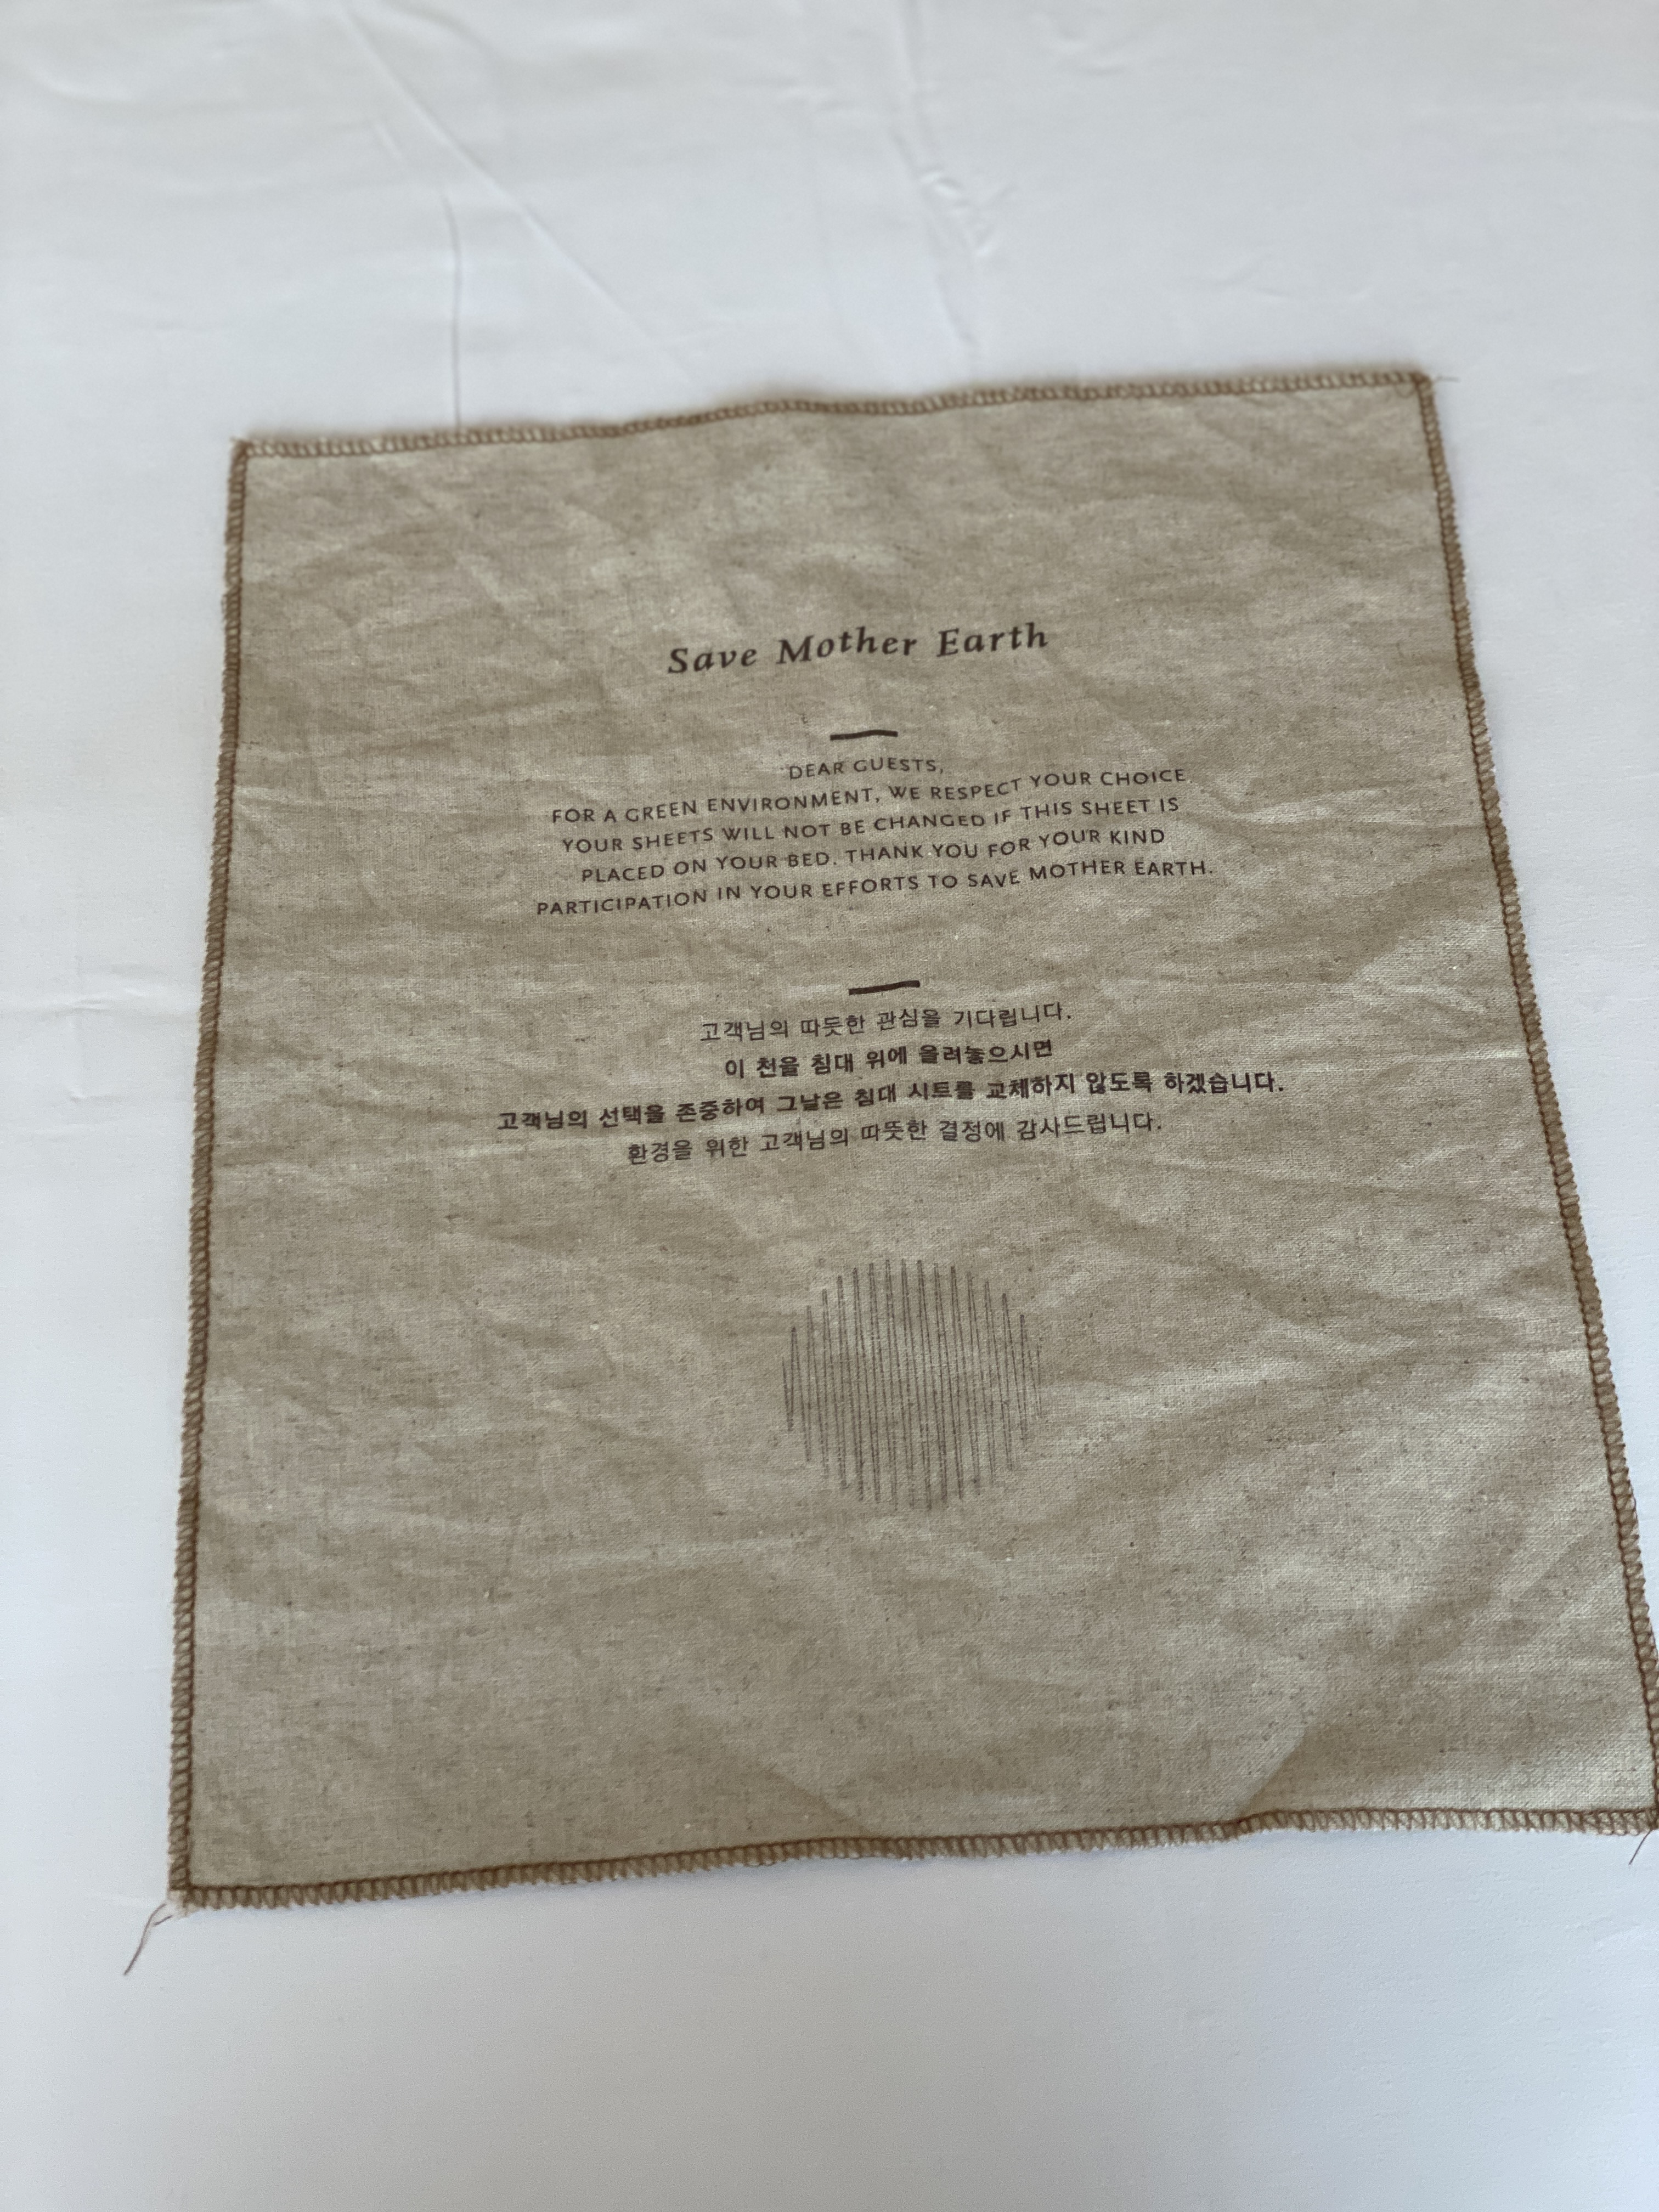 Save Mother Earth
DEAR GUESTS,
FOR A GREEN ENVIRONMENT, WE RESPECT YOUR CHOICE.
YOUR SHEETS WILL NOT BE CHANGED IF THIS SHEET IS
PLACED ON YOUR BED. THANK YOU FOR YOUR KIND
PARTICIPATION IN YOUR EFFORTS TO SAVE MOTHER EARTH.
고객님의 따듯한 관심을 기다립니다.
이 천을 침대 위에 올려놓으시면
고객님의 선택을 존중하여 그날은 침대 시트를 교체하지 않도록 하겠습니다.
환경을 위한 고객님의 따뜻한 결정에 감사드립니다.